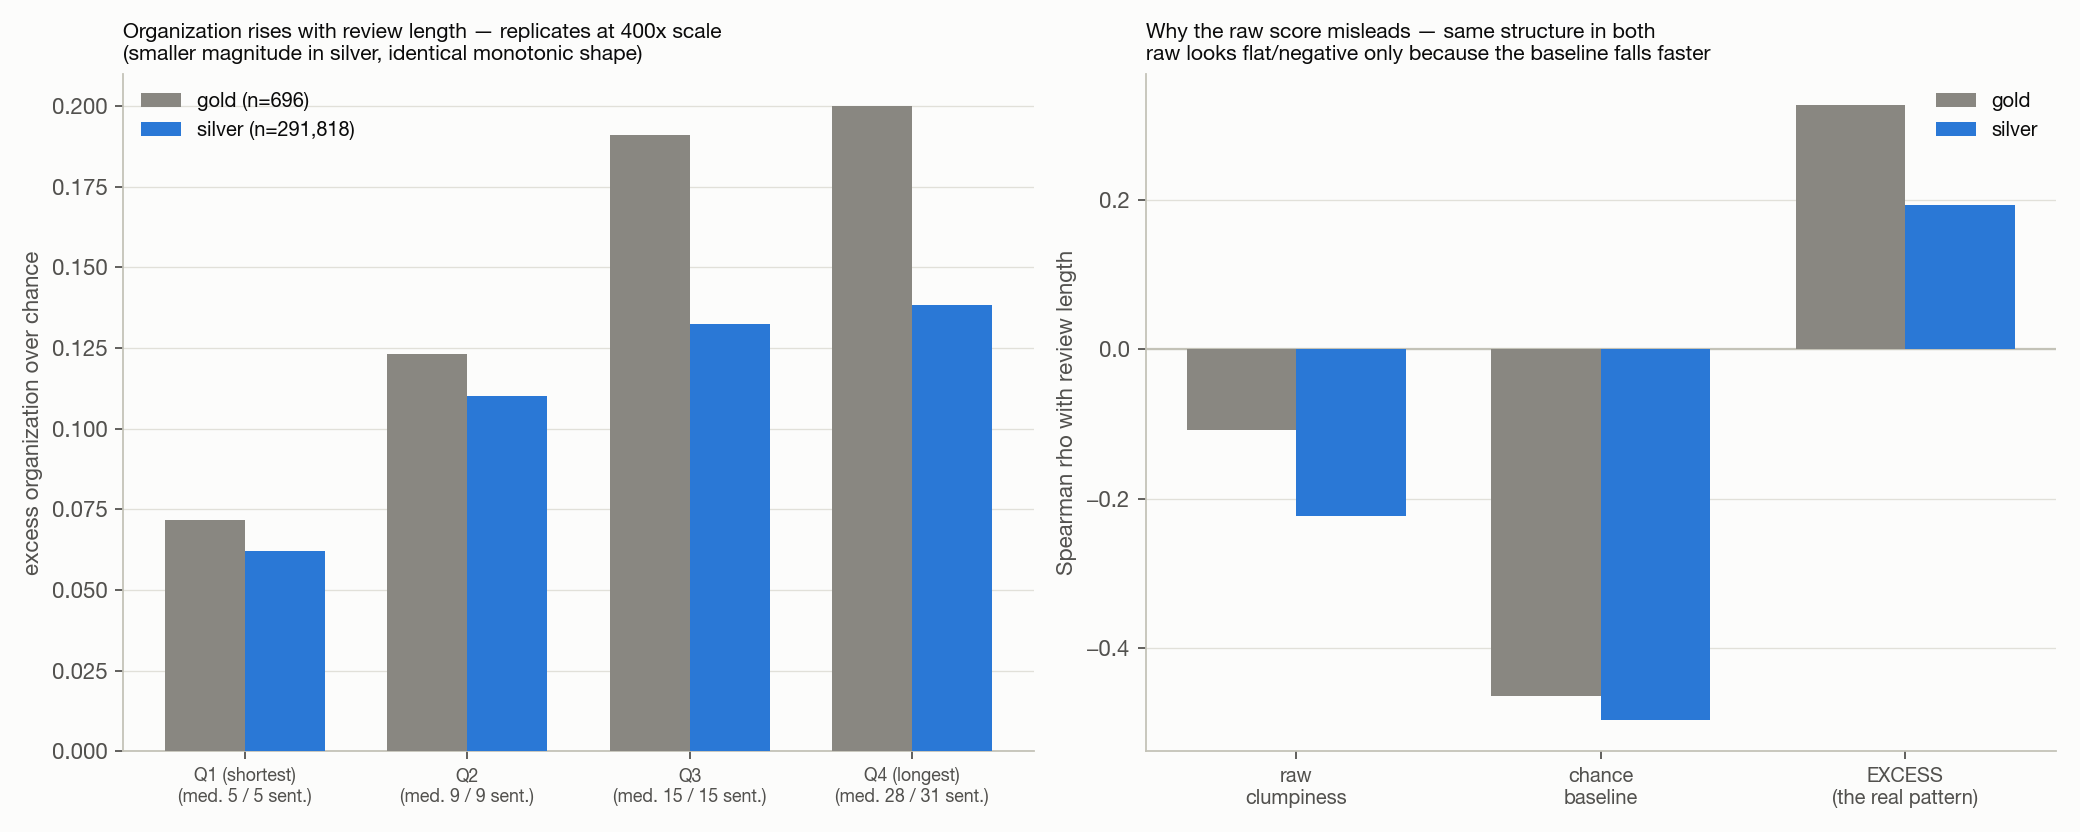 Organization rises with review length — replicates at 400x scale
(smaller magnitude in silver, identical monotonic shape)
gold (n=696)
silver (n=291,818)
excess organization over chance
0.200
0.175
0.150
0.125
0.100
0.075
0.050
0.025
0.000
Q1 (shortest)
(med. 5 / 5 sent.)
Q2
(med. 9 / 9 sent.)
Q3
(med. 15 / 15 sent.)
Q4 (longest)
(med. 28 / 31 sent.)
Why the raw score misleads — same structure in both
raw looks flat/negative only because the baseline falls faster
gold
silver
Spearman rho with review length
0.2
0.0
−0.2
−0.4
raw
clumpiness
chance
baseline
EXCESS
(the real pattern)